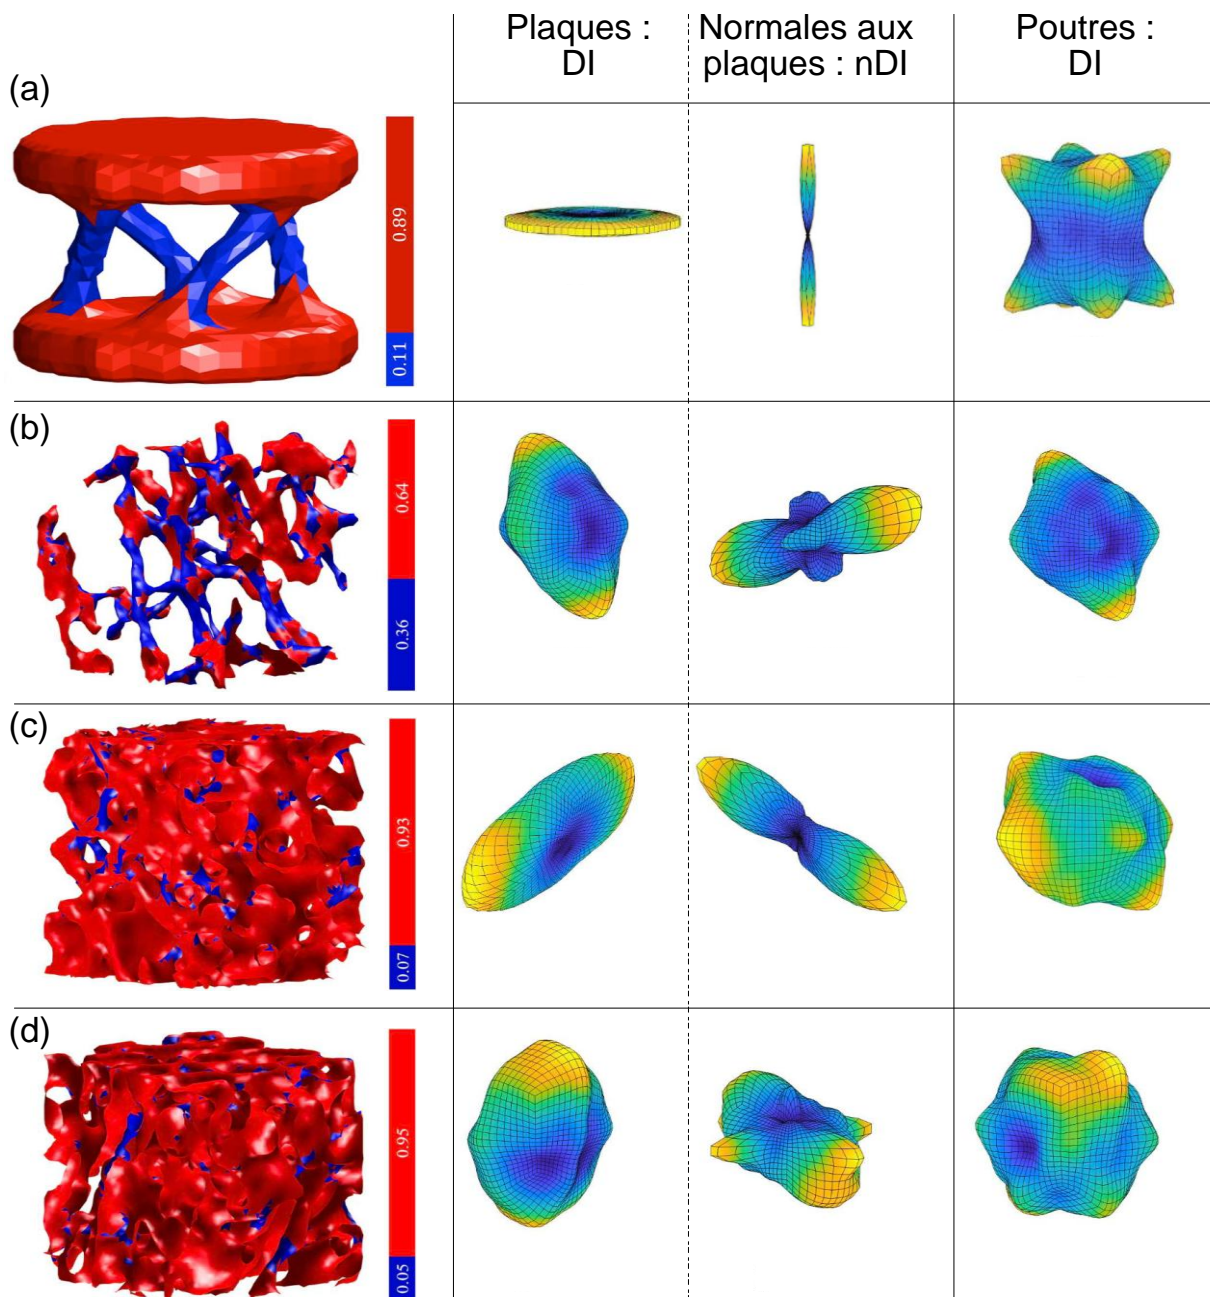 Plaques :
DI
Normales aux
plaques : nDI
Poutres :
DI
(a)
0.89
0.11
(b)
0.64
0.36
(c)
0.93
0.07
(d)
0.95
0.05